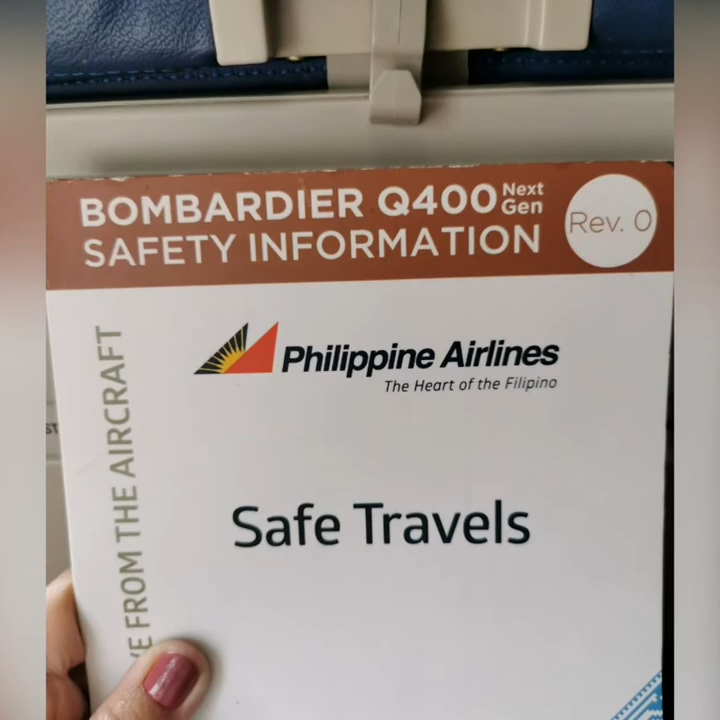 BOMBARDIER Q400 Next Gen
SAFETY INFORMATION
Rev. 0
Philippine Airlines
The Heart of the Filipino
Safe Travels
FROM THE AIRCRAFT